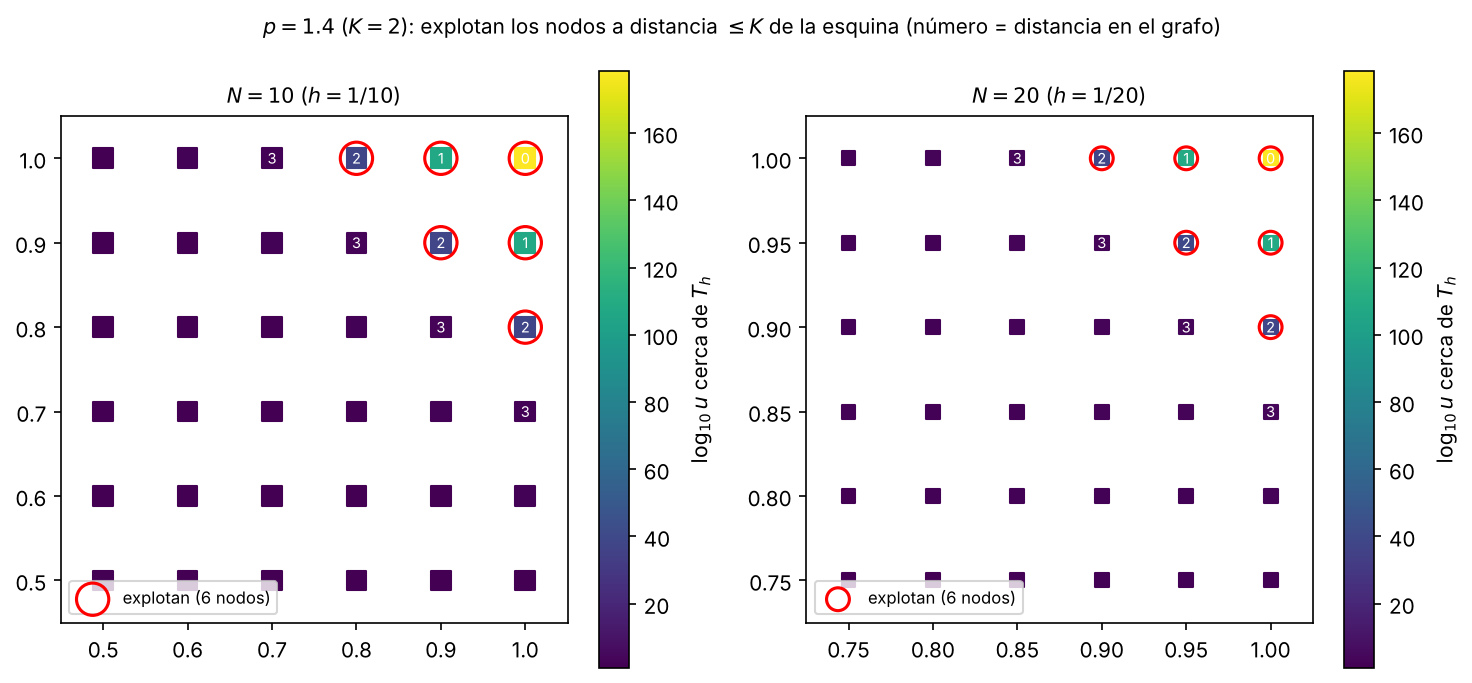 p = 1.4 (K = 2): explotan los nodos a distancia ≤ K de la esquina (número = distancia en el grafo)
N = 10 (h = 1/10)
1.0
0.9
0.8
0.7
0.6
0.5
3 2 1 0
3 2 1
3 2
3
explotan (6 nodos)
0.5 0.6 0.7 0.8 0.9 1.0
160
140
120
100
80
60
40
20
log₁₀ u cerca de Tₕ
N = 20 (h = 1/20)
1.00
0.95
0.90
0.85
0.80
0.75
3 2 1 0
3 2 1
3 2
3
explotan (6 nodos)
0.75 0.80 0.85 0.90 0.95 1.00
160
140
120
100
80
60
40
20
log₁₀ u cerca de Tₕ